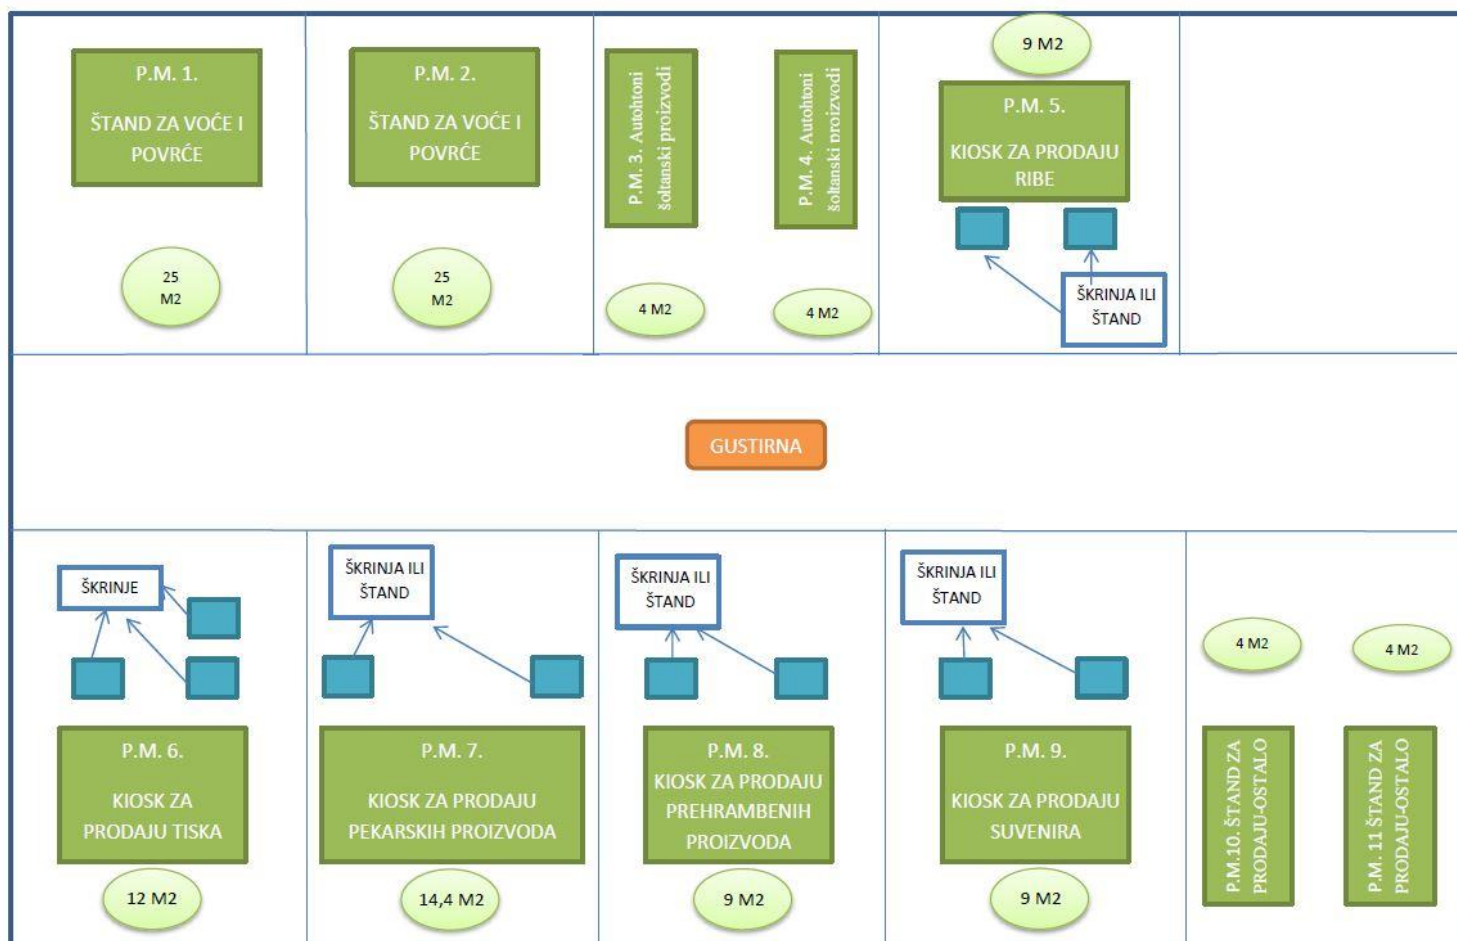 P.M. 1.
ŠTAND ZA VOĆE I
POVRĆE
25
M2
P.M. 2.
ŠTAND ZA VOĆE I
POVRĆE
25
M2
P.M. 3. Autohtoni
šoltanski proizvodi
4 M2
P.M. 4. Autohtoni
šoltanski proizvodi
4 M2
9 M2
P.M. 5.
KIOSK ZA PRODAJU
RIBE
ŠKRINJA ILI
ŠTAND
GUSTIRNA
ŠKRINJE
P.M. 6.
KIOSK ZA
PRODAJU TISKA
12 M2
ŠKRINJA ILI
ŠTAND
P.M. 7.
KIOSK ZA PRODAJU
PEKARSKIH PROIZVODA
14,4 M2
ŠKRINJA ILI
ŠTAND
P.M. 8.
KIOSK ZA PRODAJU
PREHRAMBENIH
PROIZVODA
9 M2
ŠKRINJA ILI
ŠTAND
P.M. 9.
KIOSK ZA PRODAJU
SUVENIRA
9 M2
4 M2
P.M.10. ŠTAND ZA
PRODAJU-OSTALO
4 M2
P.M. 11 ŠTAND ZA
PRODAJU-OSTALO